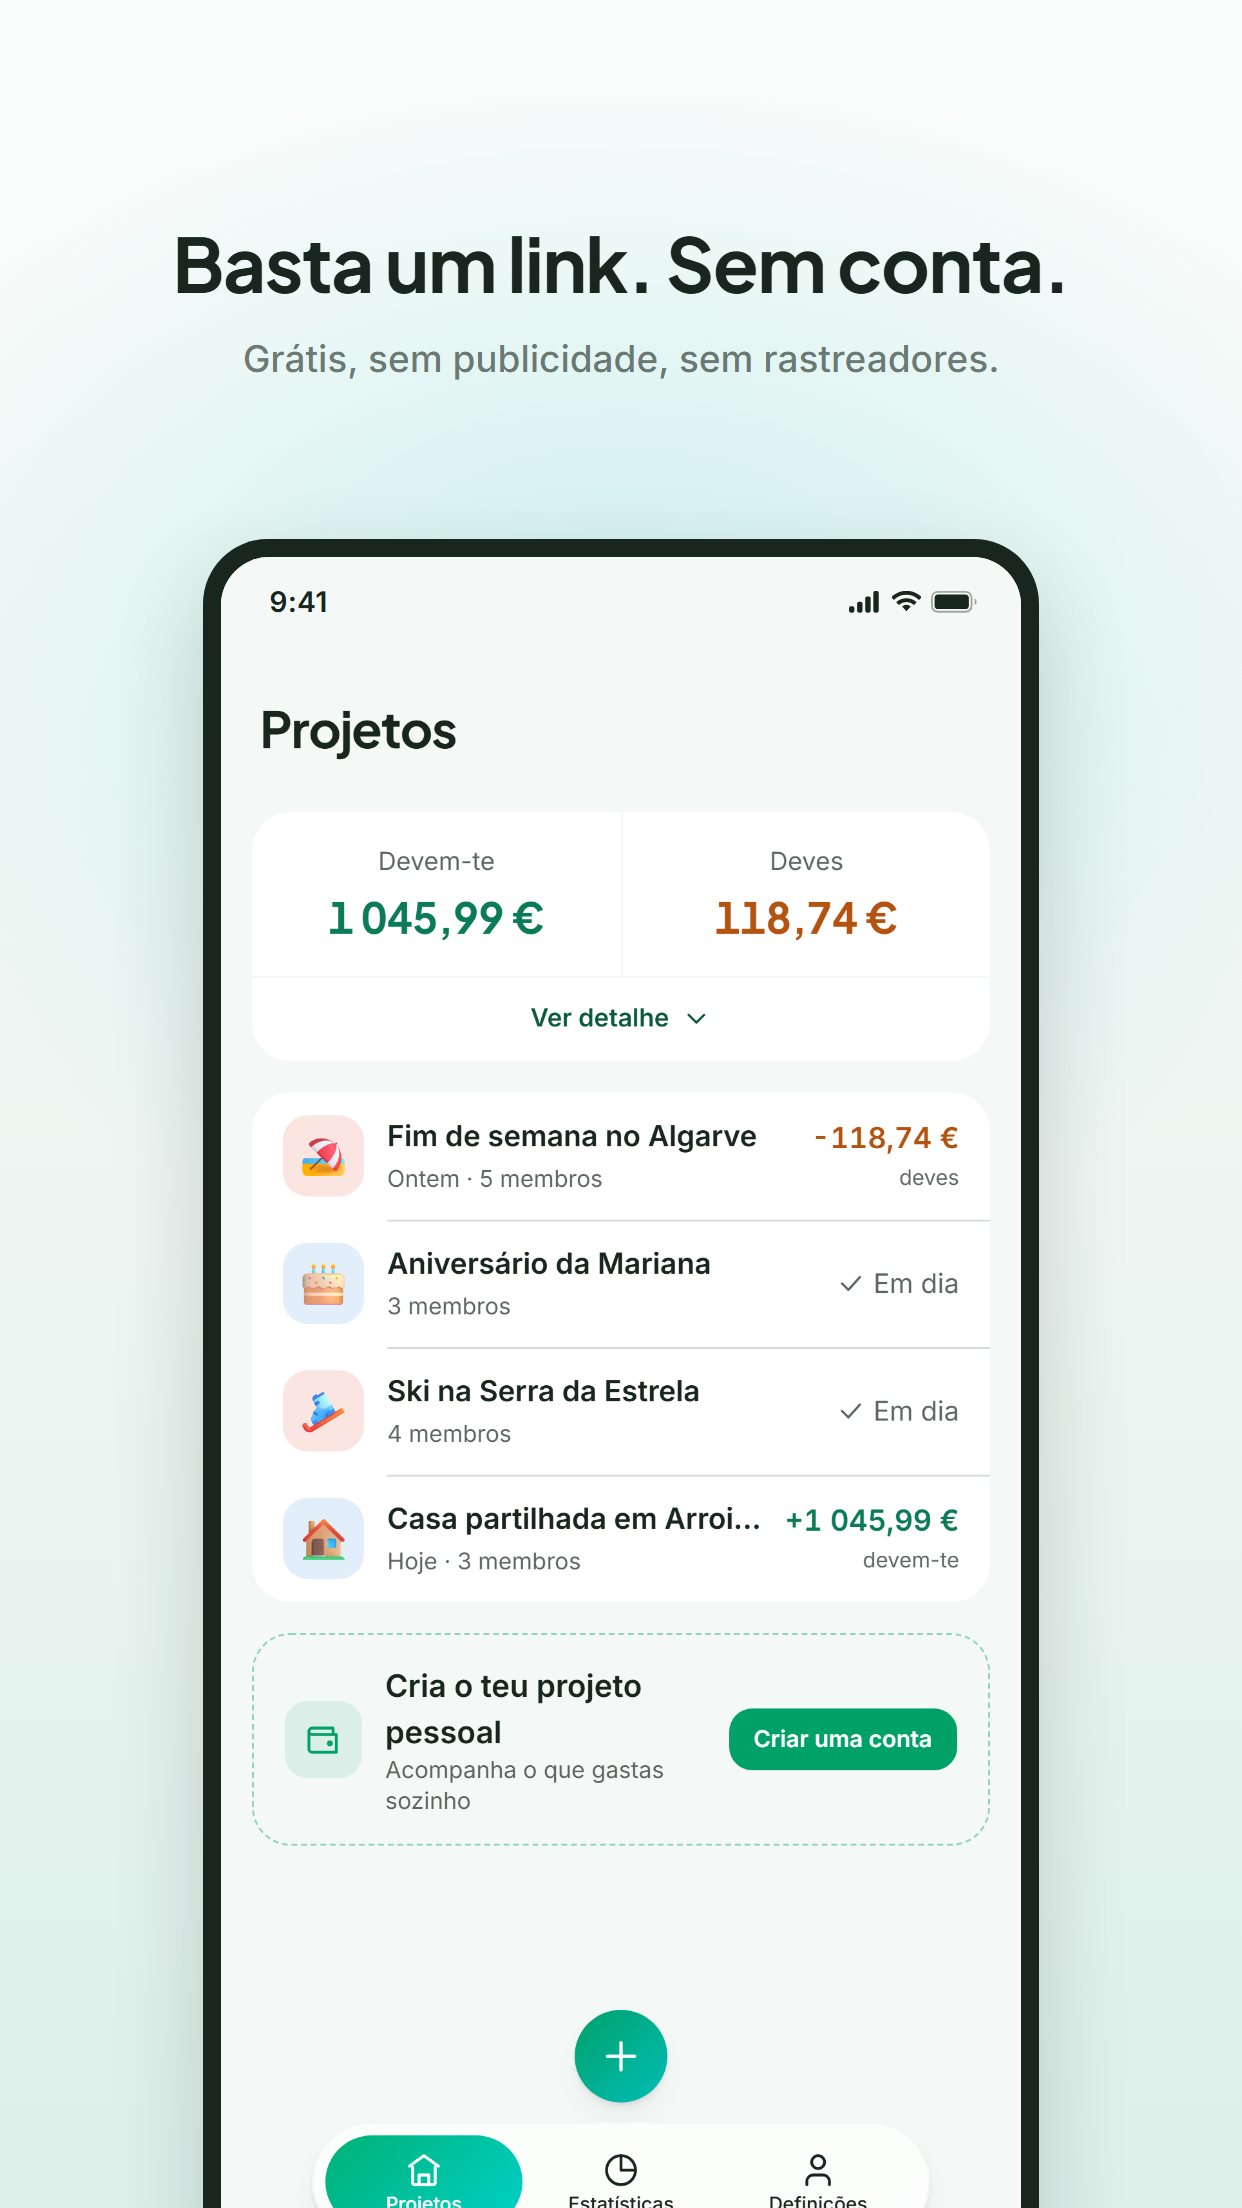 Basta um link. Sem conta.
Grátis, sem publicidade, sem rastreadores.
9:41
Projetos
Devem-te
1 045,99 €
Deves
118,74 €
Ver detalhe
Fim de semana no Algarve
-118,74 €
Ontem · 5 membros
deves
Aniversário da Mariana
3 membros
Em dia
Ski na Serra da Estrela
4 membros
Em dia
Casa partilhada em Arroi...
+1 045,99 €
Hoje · 3 membros
devem-te
Cria o teu projeto
pessoal
Acompanha o que gastas
sozinho
Criar uma conta
Projetos
Estatísticas
Definições